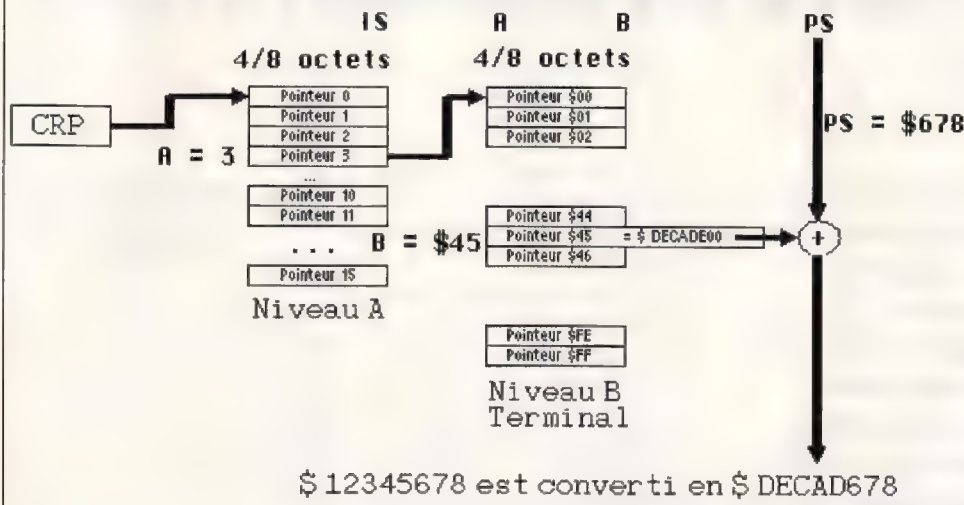 IS A B PS
4/8 octets 4/8 octets
CRP
Pointeur 0
Pointeur 1
Pointeur 2
Pointeur 3
...
Pointeur 10
Pointeur 11
...
Pointeur 15
A = 3
Niveau A
Pointeur $00
Pointeur $01
Pointeur $02
B = $45
Pointeur $44
Pointeur $45 = $ DECADE00
Pointeur $46
Pointeur $FE
Pointeur $FF
Niveau B
Terminal
PS = $678
+
$ 12345678 est converti en $ DECAD678